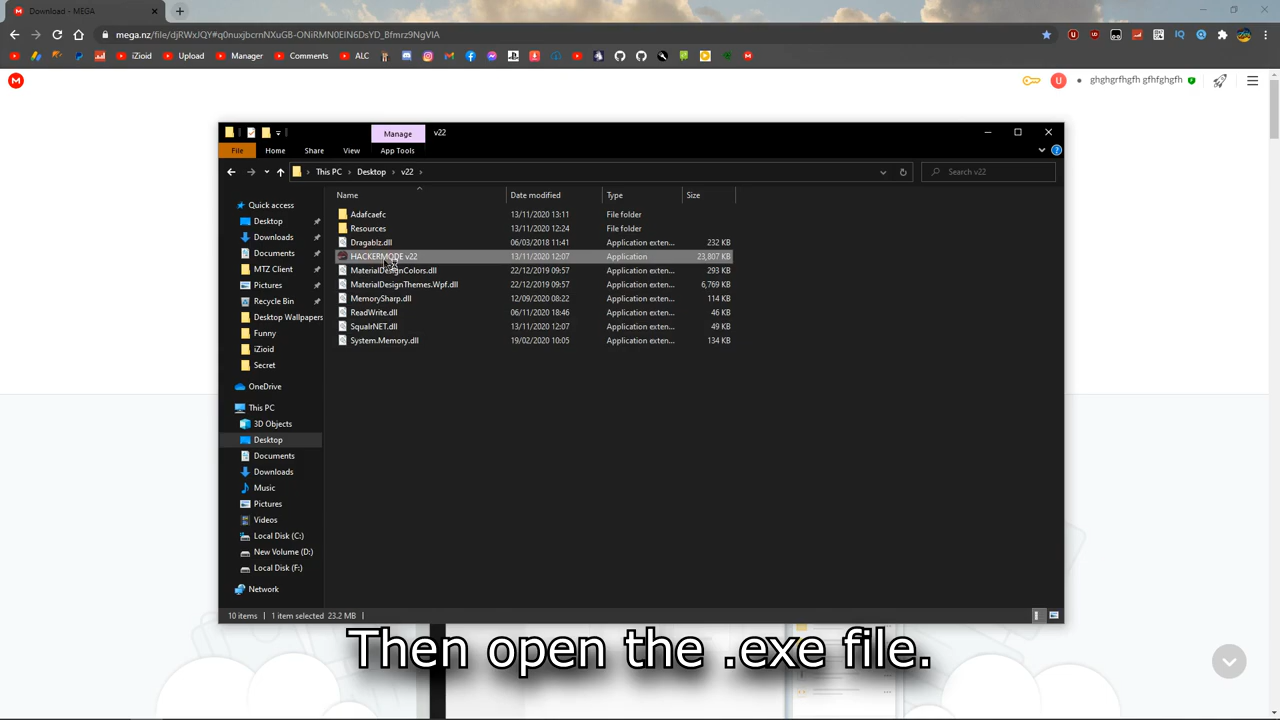 Download - MEGA
mega.nz/file/djRWxJQY#q0nuxjbcrnNXuGB-ONiRMN0EIN6DsYD_Bfmrz9NgVIA
iZioid Upload Manager Comments ALC
ghghgrfhgfh gfhfghgfh
Manage v22
File Home Share View App Tools
This PC Desktop v22 Search v22
Name Date modified Type Size
Quick access
Desktop
Downloads
Documents
MTZ Client
Pictures
Recycle Bin
Desktop Wallpapers
Funny
iZioid
Secret
OneDrive
This PC
3D Objects
Desktop
Documents
Downloads
Music
Pictures
Videos
Local Disk (C:)
New Volume (D:)
Local Disk (F:)
Network
Adafcaefc 13/11/2020 13:11 File folder
Resources 13/11/2020 12:24 File folder
Dragablz.dll 06/03/2018 11:41 Application exten... 232 KB
HACKERMODE v22 13/11/2020 12:07 Application 23,807 KB
MaterialDesignColors.dll 22/12/2019 09:57 Application exten... 293 KB
MaterialDesignThemes.Wpf.dll 22/12/2019 09:57 Application exten... 6,769 KB
MemorySharp.dll 12/09/2020 08:22 Application exten... 114 KB
ReadWrite.dll 06/11/2020 18:46 Application exten... 46 KB
SqualrNET.dll 13/11/2020 12:07 Application exten... 49 KB
System.Memory.dll 19/02/2020 10:05 Application exten... 134 KB
10 items 1 item selected 23.2 MB
Then open the .exe file.